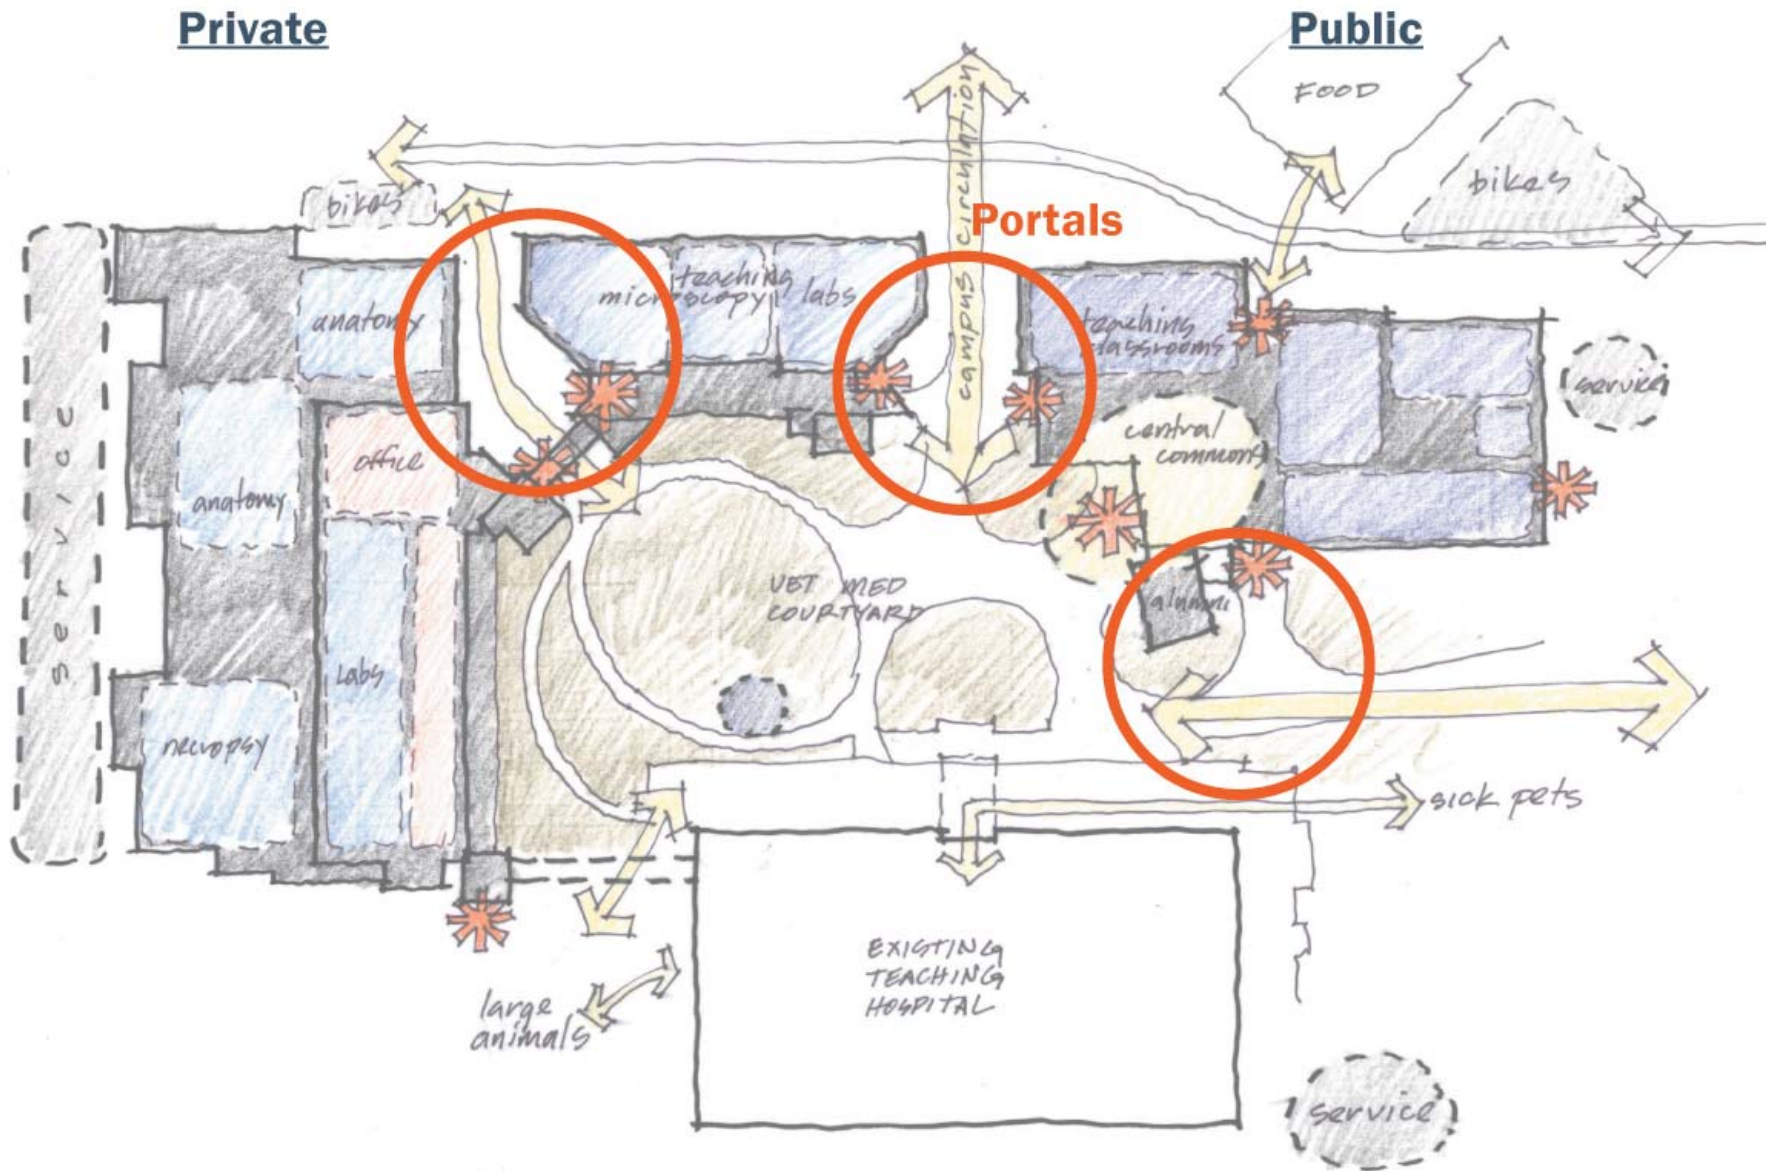 Private
Public
FOOD
campus circulation
bikes
bikes
Portals
teaching
microscopy
labs
anatomy
teaching
classrooms
service
service
central
commons
office
anatomy
VET MED
COURTYARD
alumni
labs
necropsy
sick pets
EXISTING
TEACHING
HOSPITAL
large
animals
service